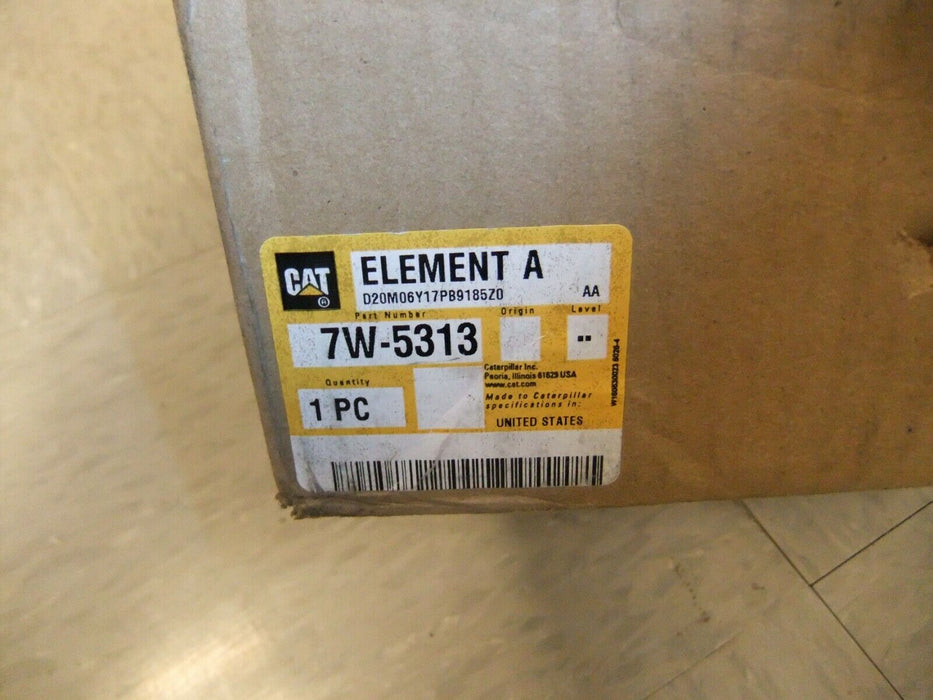 CAT
®
ELEMENT A
D20M06Y17PB9185Z0
AA
Part Number
Origin
Level
7W-5313
--
Quantity
1 PC
Caterpillar Inc.
Peoria, Illinois 61629 USA
www.cat.com
Made to Caterpillar
specifications in:
UNITED STATES